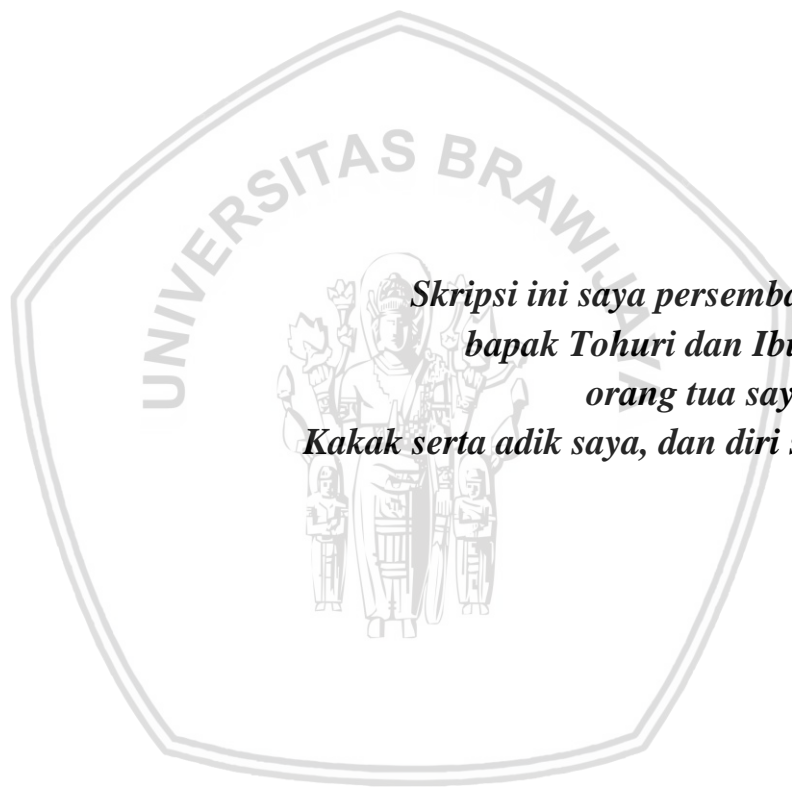 UNIVERSITAS BRAWIJAYA
Skripsi ini saya persemba
bapak Tohuri dan Ibu
orang tua say
Kakak serta adik saya, dan diri s